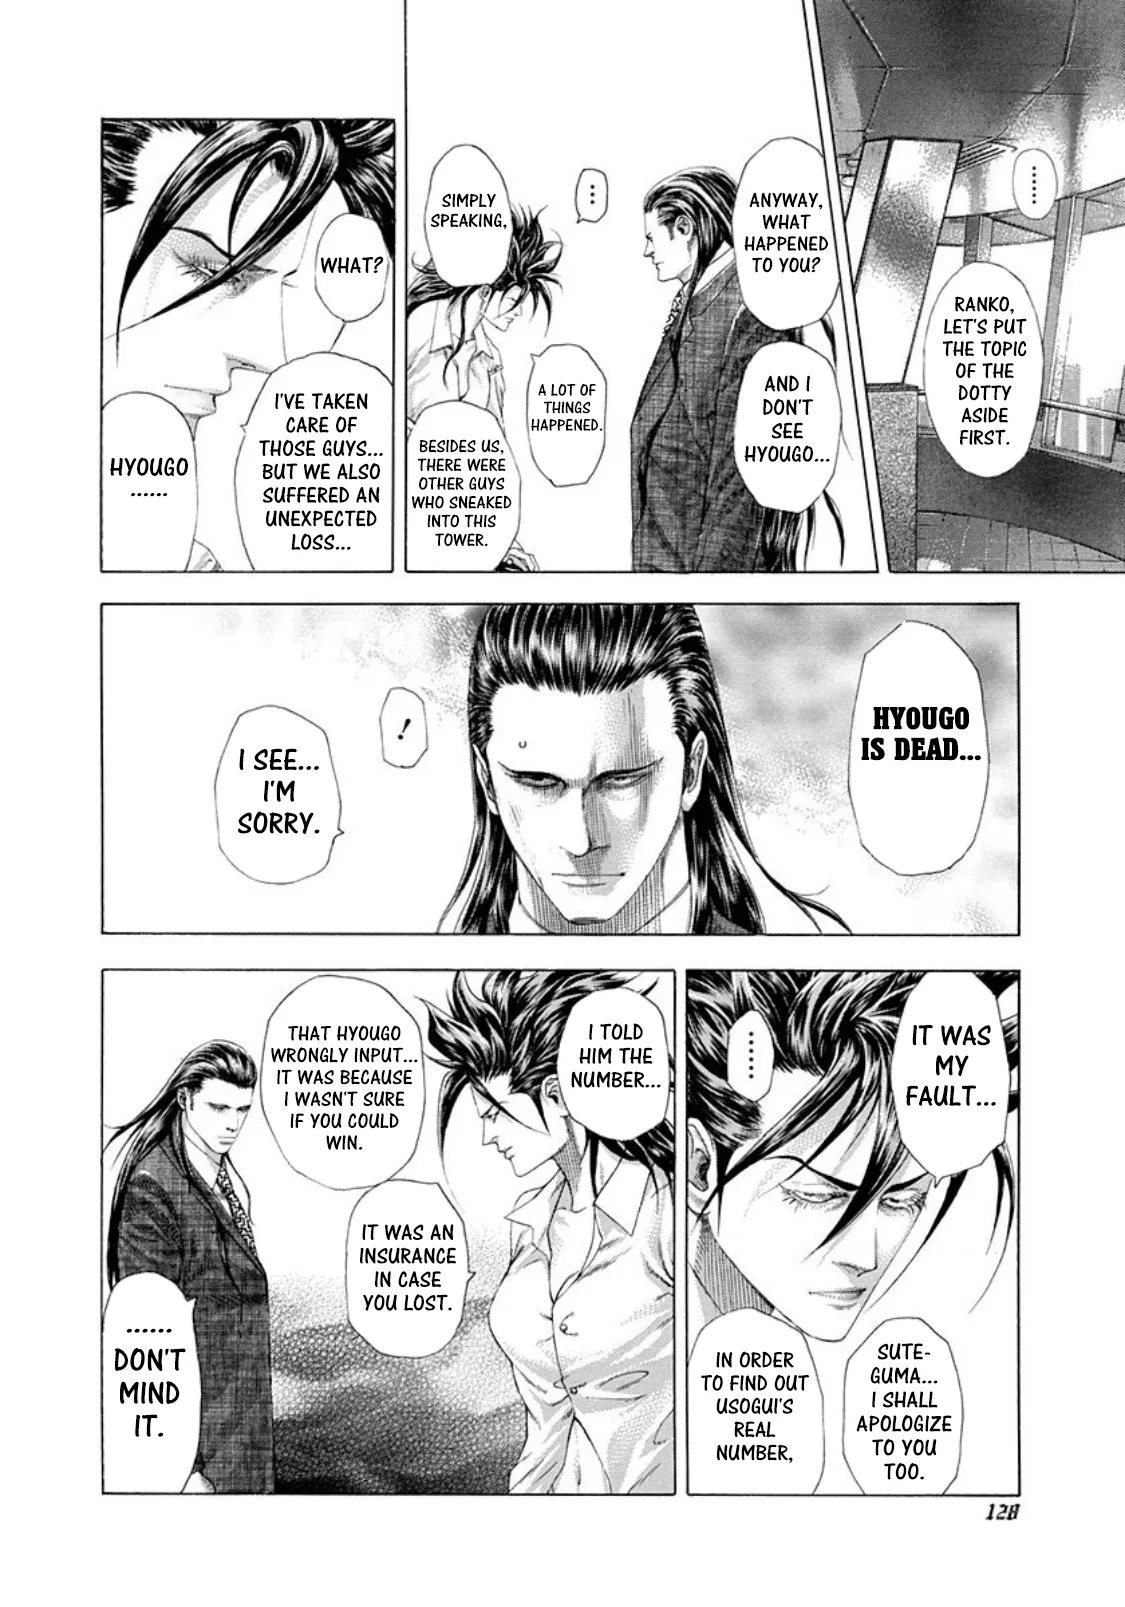 ......
RANKO,
LET'S PUT
THE TOPIC
OF THE
DOTTY
ASIDE
FIRST.
ANYWAY,
WHAT
HAPPENED
TO YOU?
AND I
DON'T
SEE
HYOUGO...
...
SIMPLY
SPEAKING,
A LOT OF
THINGS
HAPPENED.
BESIDES US,
THERE WERE
OTHER GUYS
WHO SNEAKED
INTO THIS
TOWER.
WHAT?
I'VE TAKEN
CARE OF
THOSE GUYS...
BUT WE ALSO
SUFFERED AN
UNEXPECTED
LOSS...
HYOUGO
......
HYOUGO
IS DEAD...
!
I SEE...
I'M
SORRY.
IT WAS
MY
FAULT...
......
SUTE-
GUMA...
I SHALL
APOLOGIZE
TO YOU
TOO.
IN ORDER
TO FIND OUT
USOGUI'S
REAL
NUMBER,
I TOLD
HIM THE
NUMBER...
THAT HYOUGO
WRONGLY INPUT...
IT WAS BECAUSE
I WASN'T SURE
IF YOU COULD
WIN.
IT WAS AN
INSURANCE
IN CASE
YOU LOST.
......
DON'T
MIND
IT.
128